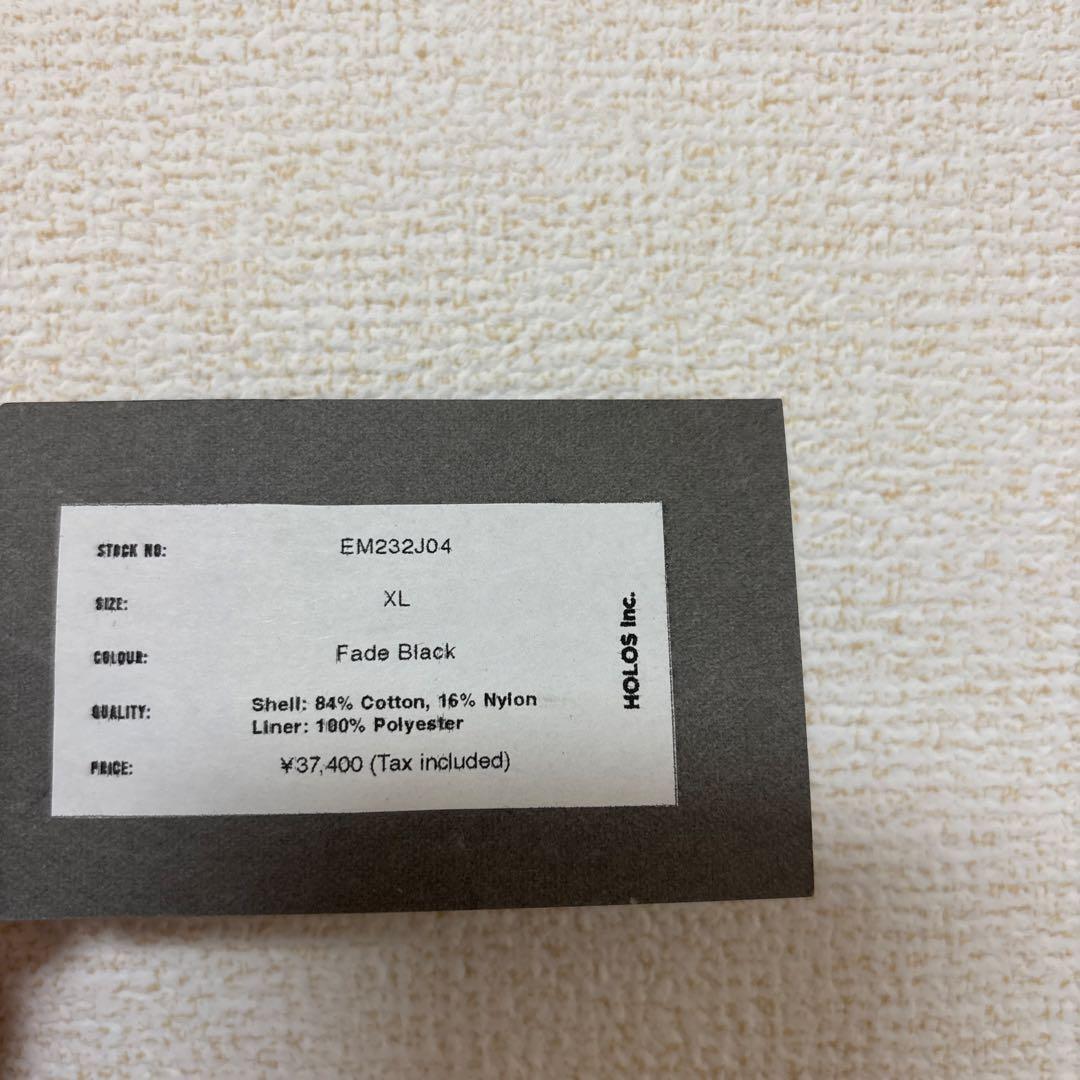 STOCK NO: EM232J04
SIZE: XL
COLOUR: Fade Black
QUALITY: Shell: 84% Cotton, 16% Nylon
Liner: 100% Polyester
PRICE: ¥37,400 (Tax included)
HOLOS Inc.